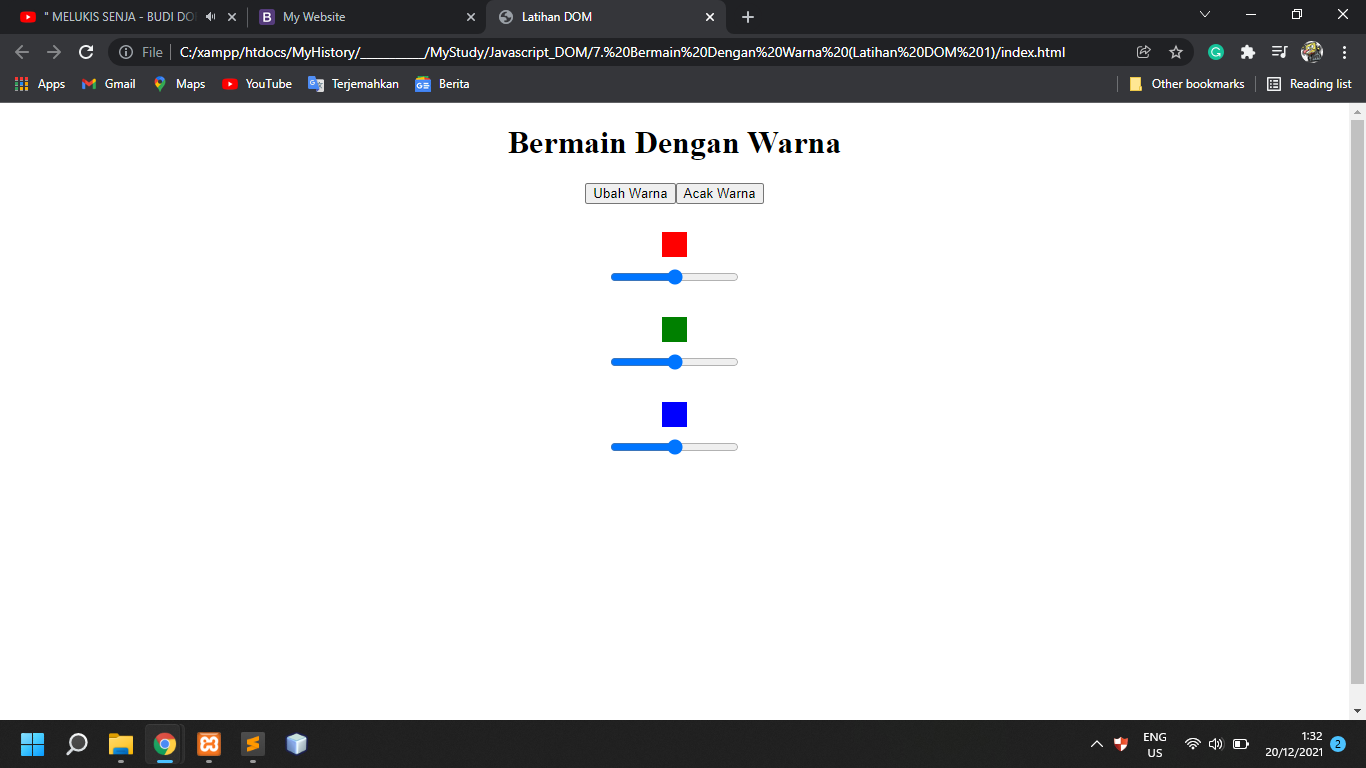 " MELUKIS SENJA - BUDI DO
My Website
Latihan DOM
File
C:/xampp/htdocs/MyHistory/__________/MyStudy/Javascript_DOM/7.%20Bermain%20Dengan%20Warna%20(Latihan%20DOM%201)/index.html
Apps
Gmail
Maps
YouTube
Terjemahkan
Berita
Other bookmarks
Reading list
Bermain Dengan Warna
Ubah Warna Acak Warna
ENG
US
1:32
20/12/2021
2